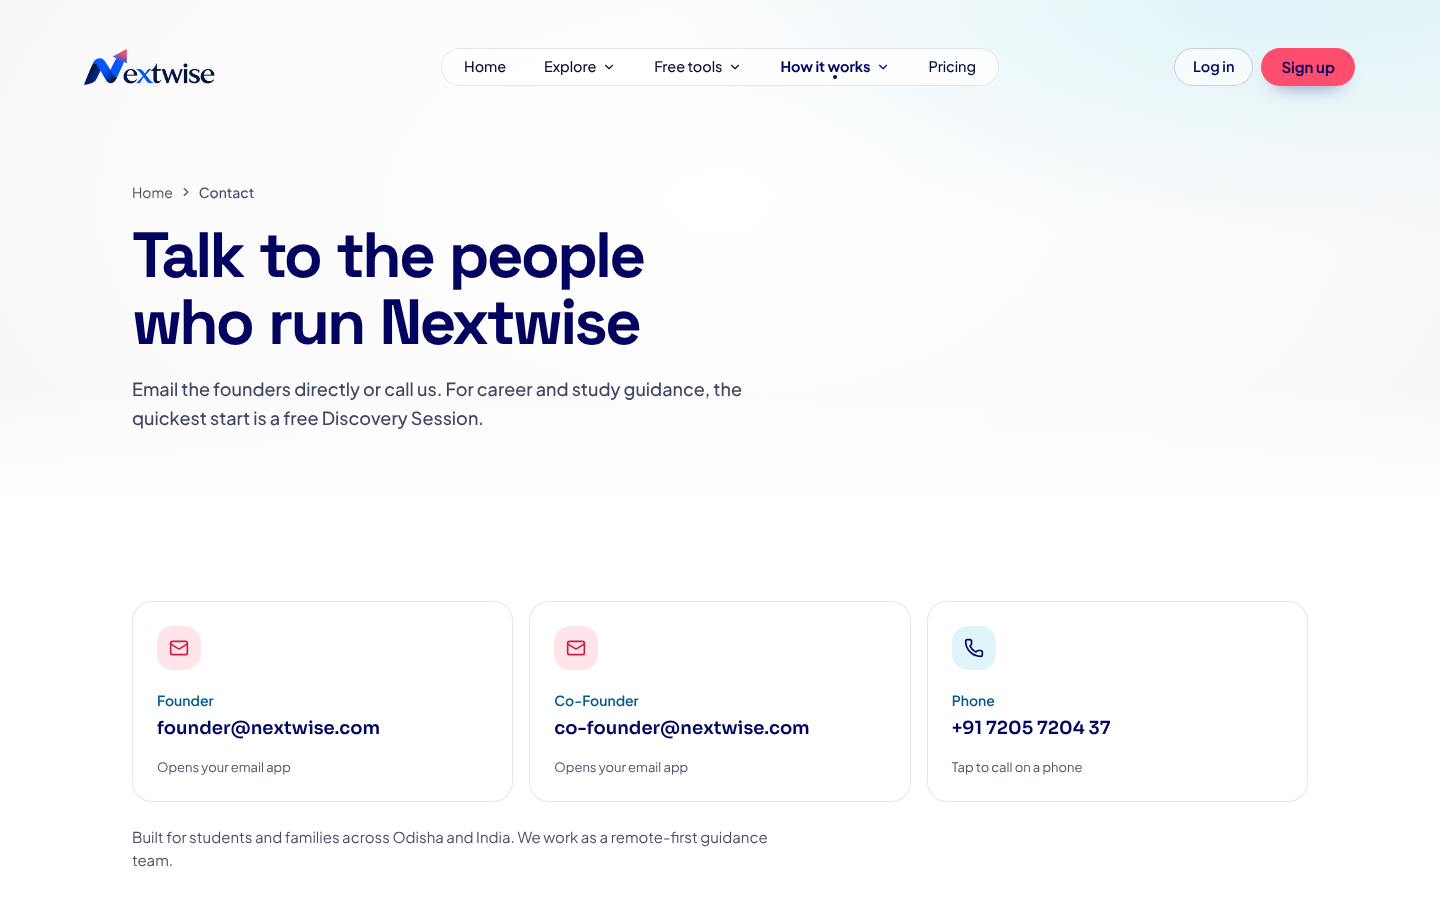 Nextwise
Home
Explore
Free tools
How it works
Pricing
Log in
Sign up
Home
Contact
Talk to the people
who run Nextwise
Email the founders directly or call us. For career and study guidance, the
quickest start is a free Discovery Session.
Founder
founder@nextwise.com
Opens your email app
Co-Founder
co-founder@nextwise.com
Opens your email app
Phone
+91 7205 7204 37
Tap to call on a phone
Built for students and families across Odisha and India. We work as a remote-first guidance
team.